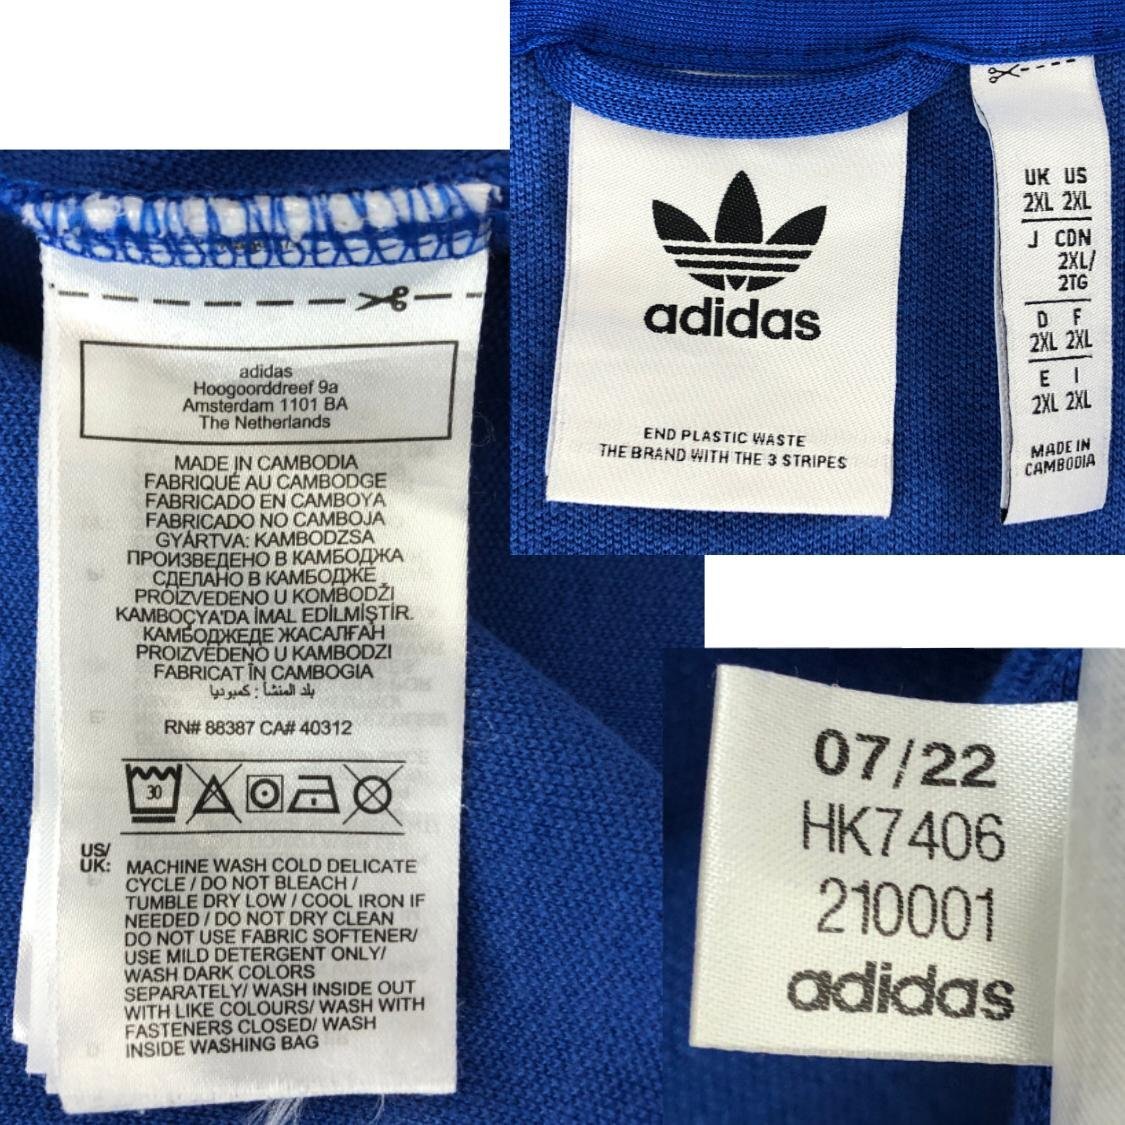 adidas
Hoogoorddreef 9a
Amsterdam 1101 BA
The Netherlands
MADE IN CAMBODIA
FABRIQUÉ AU CAMBODGE
FABRICADO EN CAMBOYA
FABRICADO NO CAMBOJA
GYÁRTVA: KAMBODZSA
ПРОИЗВЕДЕНО В КАМБОДЖА
СДЕЛАНО В КАМБОДЖЕ
PROIZVEDENO U KOMBODŽI
KAMBOÇYA'DA İMAL EDİLMİŞTİR.
КАМБОДЖЕДЕ ЖАСАЛҒАН
PROIZVEDENO U KAMBODZI
FABRICAT ÎN CAMBOGIA
بلد المنشأ : كمبوديا
RN# 88387 CA# 40312
30
US/
UK:
MACHINE WASH COLD DELICATE
CYCLE / DO NOT BLEACH /
TUMBLE DRY LOW / COOL IRON IF
NEEDED / DO NOT DRY CLEAN
DO NOT USE FABRIC SOFTENER/
USE MILD DETERGENT ONLY/
WASH DARK COLORS
SEPARATELY/ WASH INSIDE OUT
WITH LIKE COLOURS/ WASH WITH
FASTENERS CLOSED/ WASH
INSIDE WASHING BAG
adidas
END PLASTIC WASTE
THE BRAND WITH THE 3 STRIPES
UK US
2XL 2XL
J CDN
2XL/
2TG
D F
2XL 2XL
E I
2XL 2XL
MADE IN
CAMBODIA
07/22
HK7406
210001
adidas